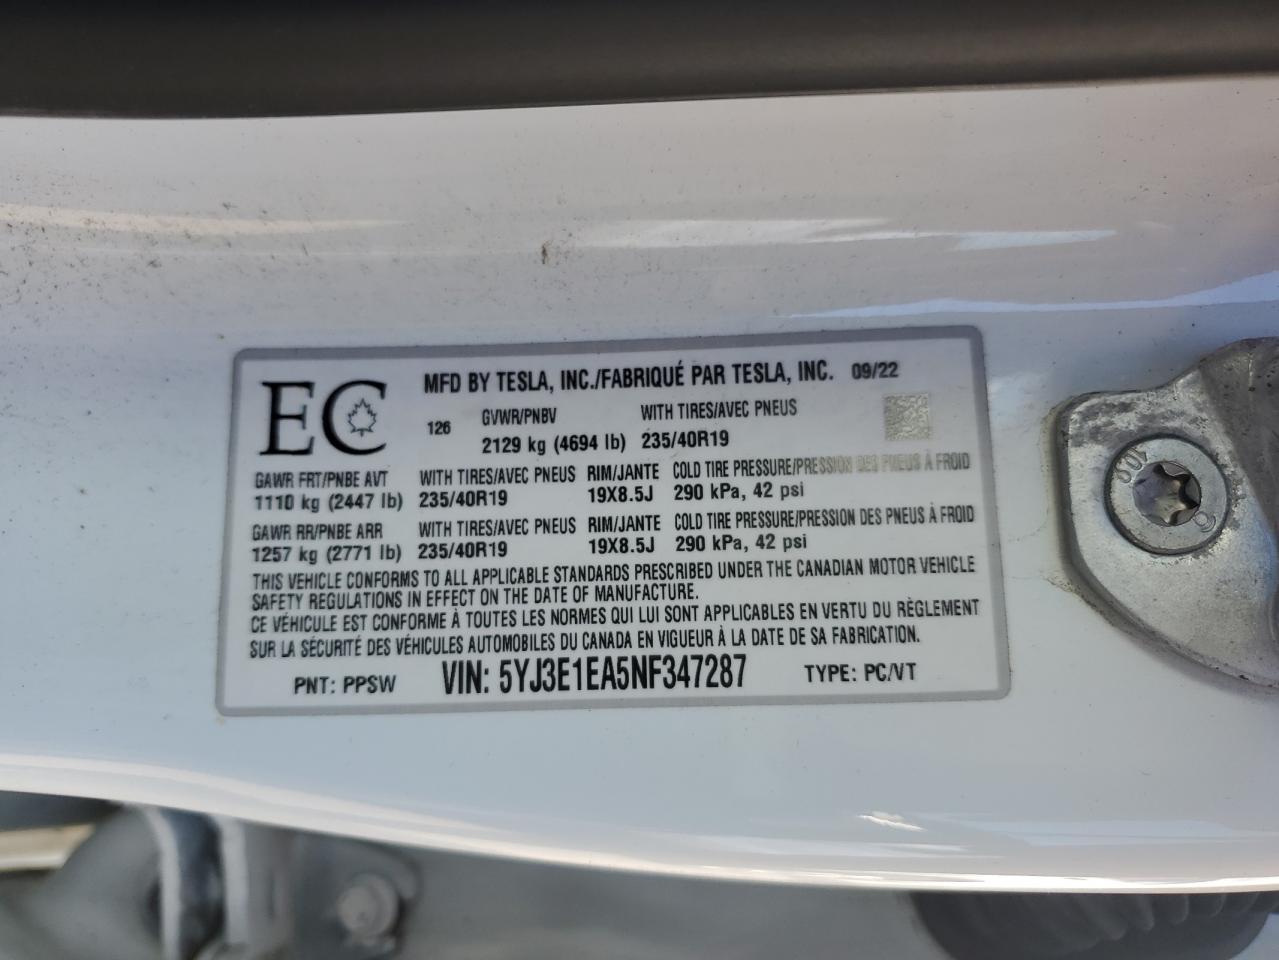 EC
MFD BY TESLA, INC./FABRIQUÉ PAR TESLA, INC. 09/22
126 GVWR/PNBV WITH TIRES/AVEC PNEUS
2129 kg (4694 lb) 235/40R19
GAWR FRT/PNBE AVT WITH TIRES/AVEC PNEUS RIM/JANTE COLD TIRE PRESSURE/PRESSION DES PNEUS À FROID
1110 kg (2447 lb) 235/40R19 19X8.5J 290 kPa, 42 psi
GAWR RR/PNBE ARR WITH TIRES/AVEC PNEUS RIM/JANTE COLD TIRE PRESSURE/PRESSION DES PNEUS À FROID
1257 kg (2771 lb) 235/40R19 19X8.5J 290 kPa, 42 psi
THIS VEHICLE CONFORMS TO ALL APPLICABLE STANDARDS PRESCRIBED UNDER THE CANADIAN MOTOR VEHICLE
SAFETY REGULATIONS IN EFFECT ON THE DATE OF MANUFACTURE.
CE VÉHICULE EST CONFORME À TOUTES LES NORMES QUI LUI SONT APPLICABLES EN VERTU DU RÈGLEMENT
SUR LA SÉCURITÉ DES VÉHICULES AUTOMOBILES DU CANADA EN VIGUEUR À LA DATE DE SA FABRICATION.
PNT: PPSW VIN: 5YJ3E1EA5NF347287 TYPE: PC/VT
10.9